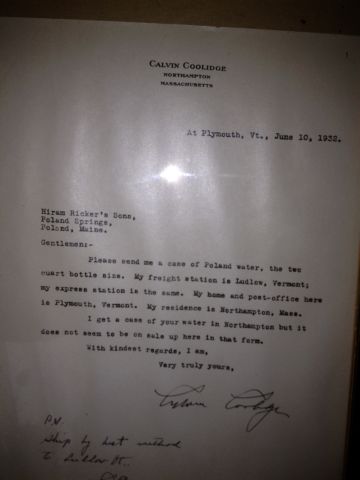 CALVIN COOLIDGE
NORTHAMPTON
MASSACHUSETTS
At Plymouth, Vt., June 10, 1932.
Hiram Ricker's Sons,
Poland Springs,
Poland, Maine.
Gentlemen:-
Please send me a case of Poland water, the two
quart bottle size. My freight station is Ludlow, Vermont;
my express station is the same. My home and post-office here
is Plymouth, Vermont. My residence is Northampton, Mass.
I get a case of your water in Northampton but it
does not seem to be on sale up here in that form.
With kindest regards, I am,
Very truly yours,
Calvin Coolidge
Ship by best method
to Ludlow Vt.